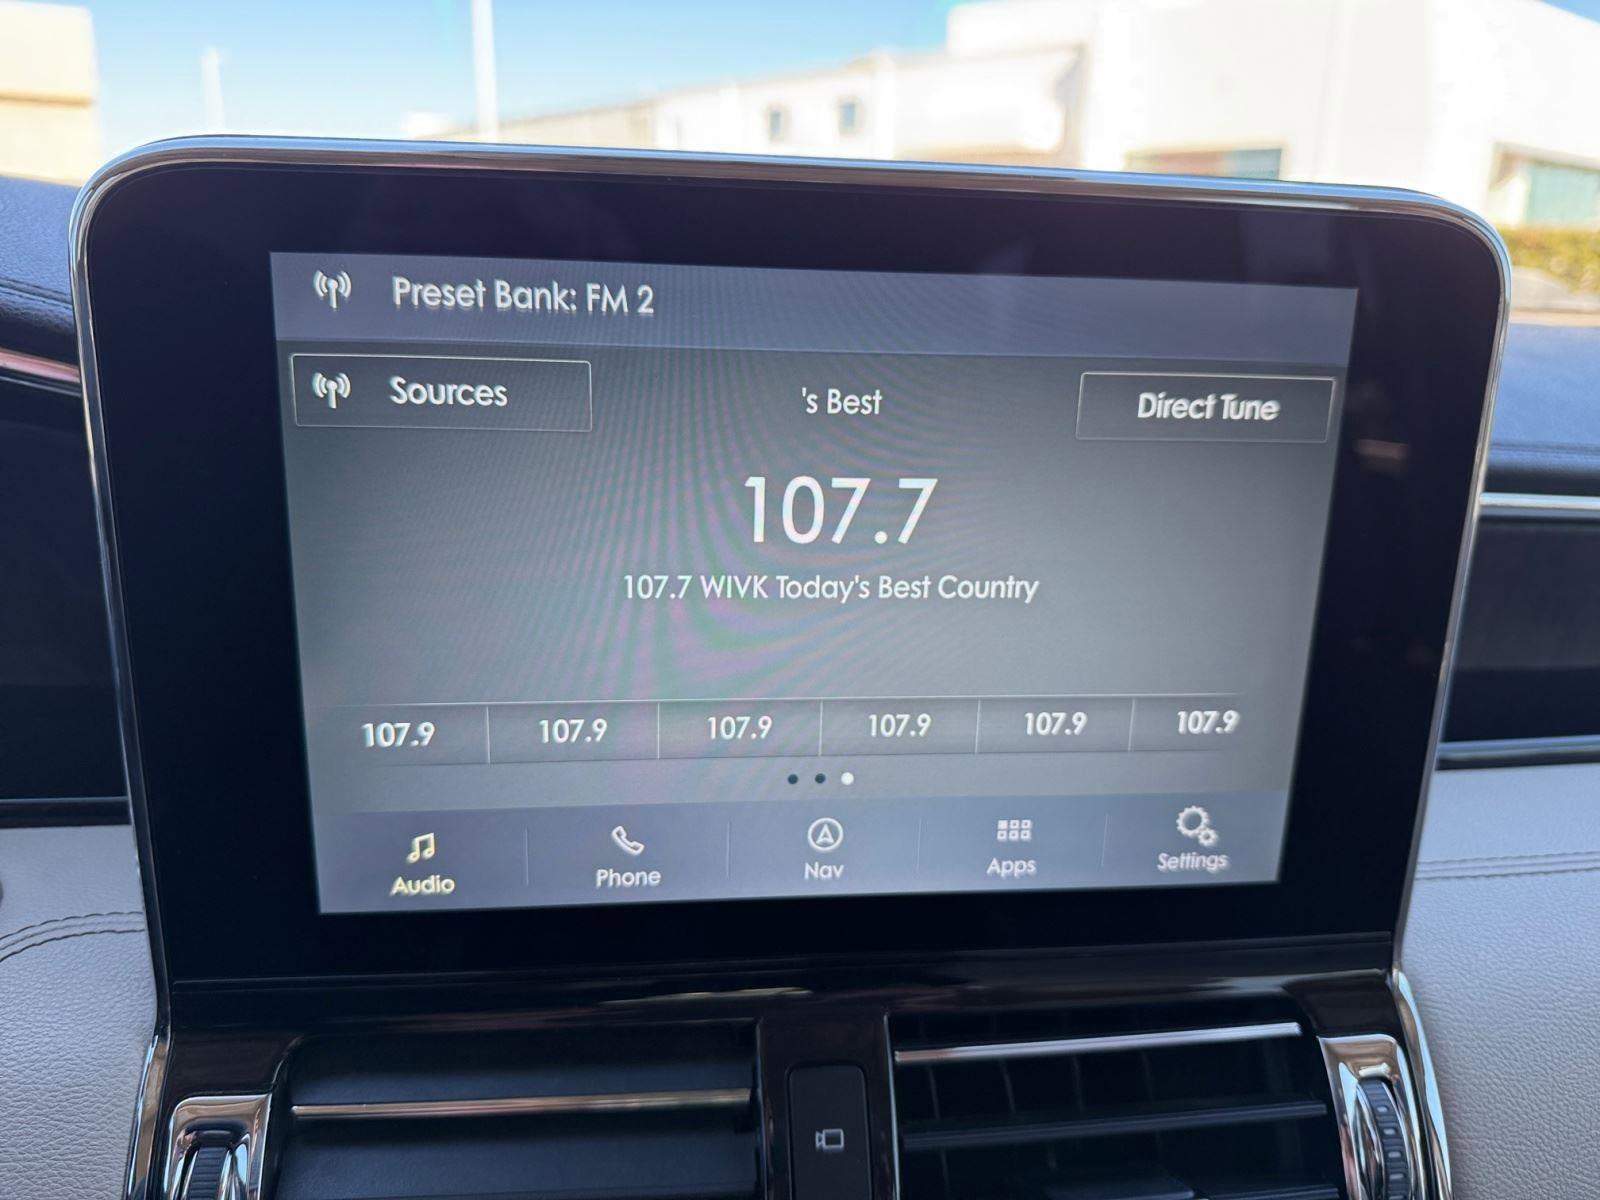 Preset Bank: FM 2
Sources
's Best
Direct Tune
107.7
107.7 WIVK Today's Best Country
107.9 107.9 107.9 107.9 107.9 107.9
Audio Phone Nav Apps Settings